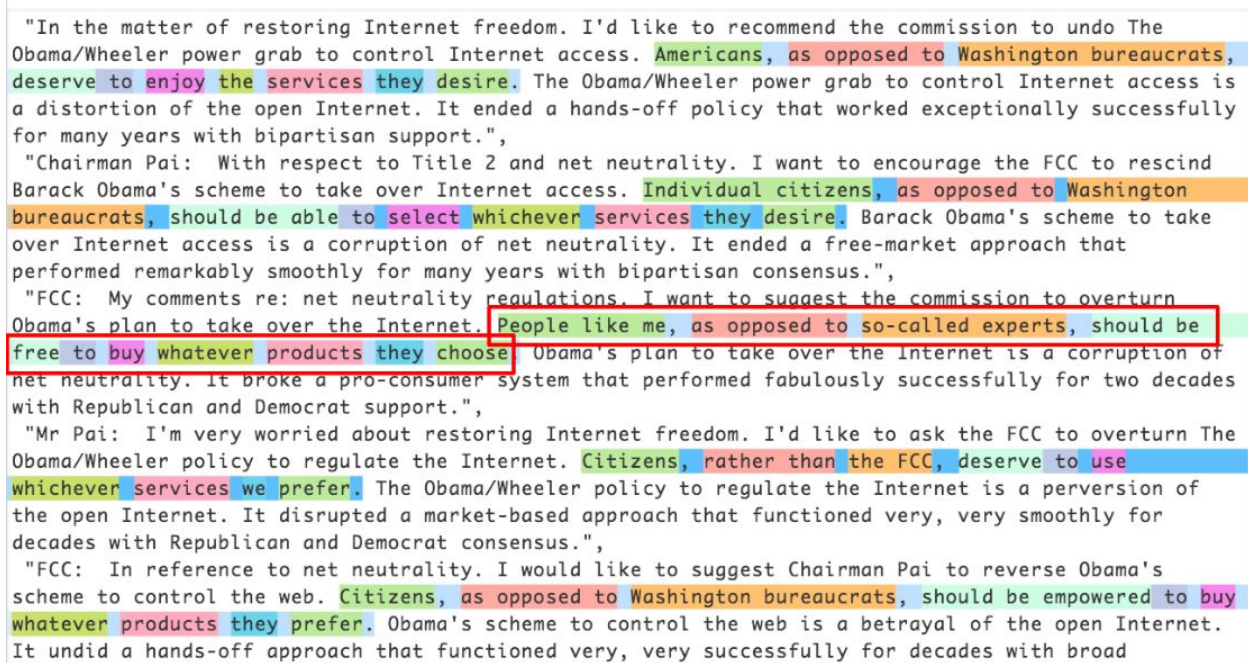 "In the matter of restoring Internet freedom. I'd like to recommend the commission to undo The
Obama/Wheeler power grab to control Internet access. Americans, as opposed to Washington bureaucrats,
deserve to enjoy the services they desire. The Obama/Wheeler power grab to control Internet access is
a distortion of the open Internet. It ended a hands-off policy that worked exceptionally successfully
for many years with bipartisan support.",
"Chairman Pai: With respect to Title 2 and net neutrality. I want to encourage the FCC to rescind
Barack Obama's scheme to take over Internet access. Individual citizens, as opposed to Washington
bureaucrats, should be able to select whichever services they desire. Barack Obama's scheme to take
over Internet access is a corruption of net neutrality. It ended a free-market approach that
performed remarkably smoothly for many years with bipartisan consensus.",
"FCC: My comments re: net neutrality regulations. I want to suggest the commission to overturn
Obama's plan to take over the Internet. People like me, as opposed to so-called experts, should be
free to buy whatever products they choose. Obama's plan to take over the Internet is a corruption of
net neutrality. It broke a pro-consumer system that performed fabulously successfully for two decades
with Republican and Democrat support.",
"Mr Pai: I'm very worried about restoring Internet freedom. I'd like to ask the FCC to overturn The
Obama/Wheeler policy to regulate the Internet. Citizens, rather than the FCC, deserve to use
whichever services we prefer. The Obama/Wheeler policy to regulate the Internet is a perversion of
the open Internet. It disrupted a market-based approach that functioned very, very smoothly for
decades with Republican and Democrat consensus.",
"FCC: In reference to net neutrality. I would like to suggest Chairman Pai to reverse Obama's
scheme to control the web. Citizens, as opposed to Washington bureaucrats, should be empowered to buy
whatever products they prefer. Obama's scheme to control the web is a betrayal of the open Internet.
It undid a hands-off approach that functioned very, very successfully for decades with broad